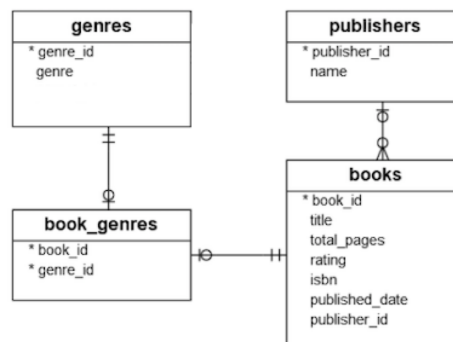 genres
* genre_id
genre
publishers
* publisher_id
name
book_genres
* book_id
* genre_id
books
* book_id
title
total_pages
rating
isbn
published_date
publisher_id